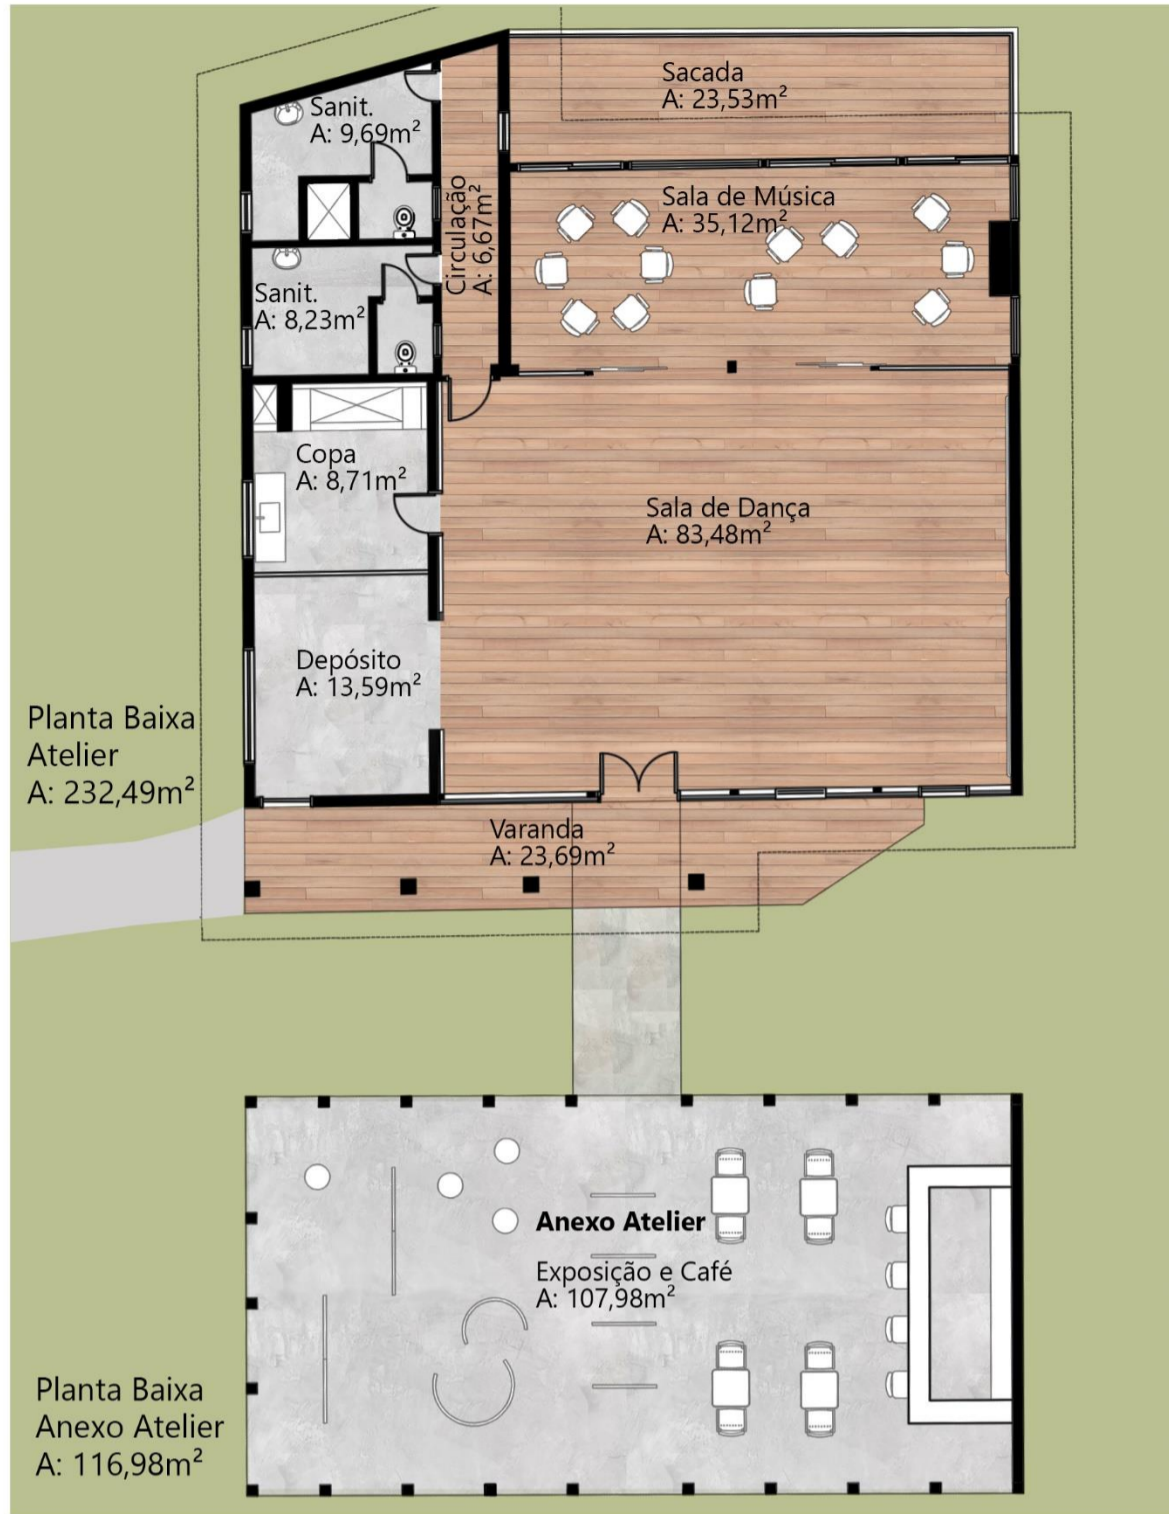 Sacada
A: 23,53m²
Sanit.
A: 9,69m²
Circulação
A: 6,67m²
Sala de Música
A: 35,12m²
Sanit.
A: 8,23m²
Copa
A: 8,71m²
Sala de Dança
A: 83,48m²
Depósito
A: 13,59m²
Planta Baixa
Atelier
A: 232,49m²
Varanda
A: 23,69m²
Anexo Atelier
Exposição e Café
A: 107,98m²
Planta Baixa
Anexo Atelier
A: 116,98m²